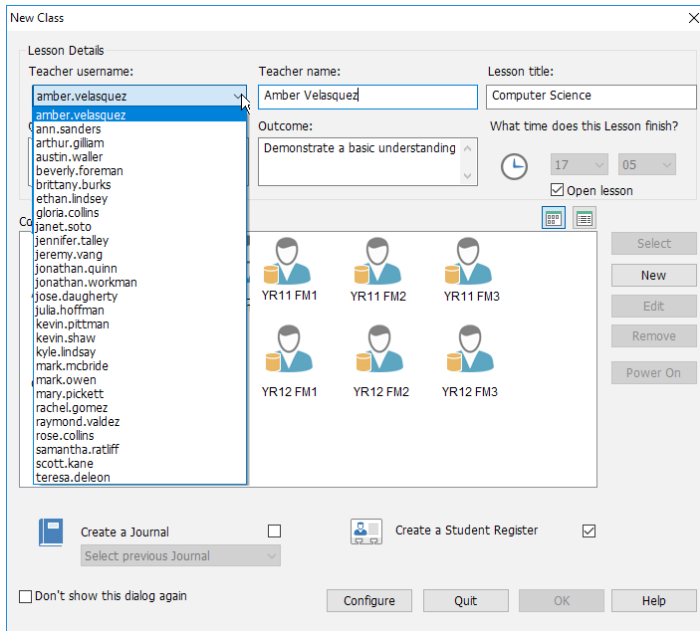 New Class
Lesson Details
Teacher username:
Teacher name:
Lesson title:
amber.velasquez
Amber Velasquez
Computer Science
Outcome:
What time does this Lesson finish?
Demonstrate a basic understanding
17
05
Open lesson
amber.velasquez
ann.sanders
arthur.gilliam
austin.waller
beverly.foreman
brittany.burks
ethan.lindsey
gloria.collins
janet.soto
jennifer.talley
jeremy.vang
jonathan.quinn
jonathan.workman
jose.daugherty
julia.hoffman
kevin.pittman
kevin.shaw
kyle.lindsay
mark.mcbride
mark.owen
mary.pickett
rachel.gomez
raymond.valdez
rose.collins
samantha.ratliff
scott.kane
teresa.deleon
YR11 FM1
YR11 FM2
YR11 FM3
YR12 FM1
YR12 FM2
YR12 FM3
Select
New
Edit
Remove
Power On
Create a Journal
Select previous Journal
Create a Student Register
Don't show this dialog again
Configure
Quit
OK
Help